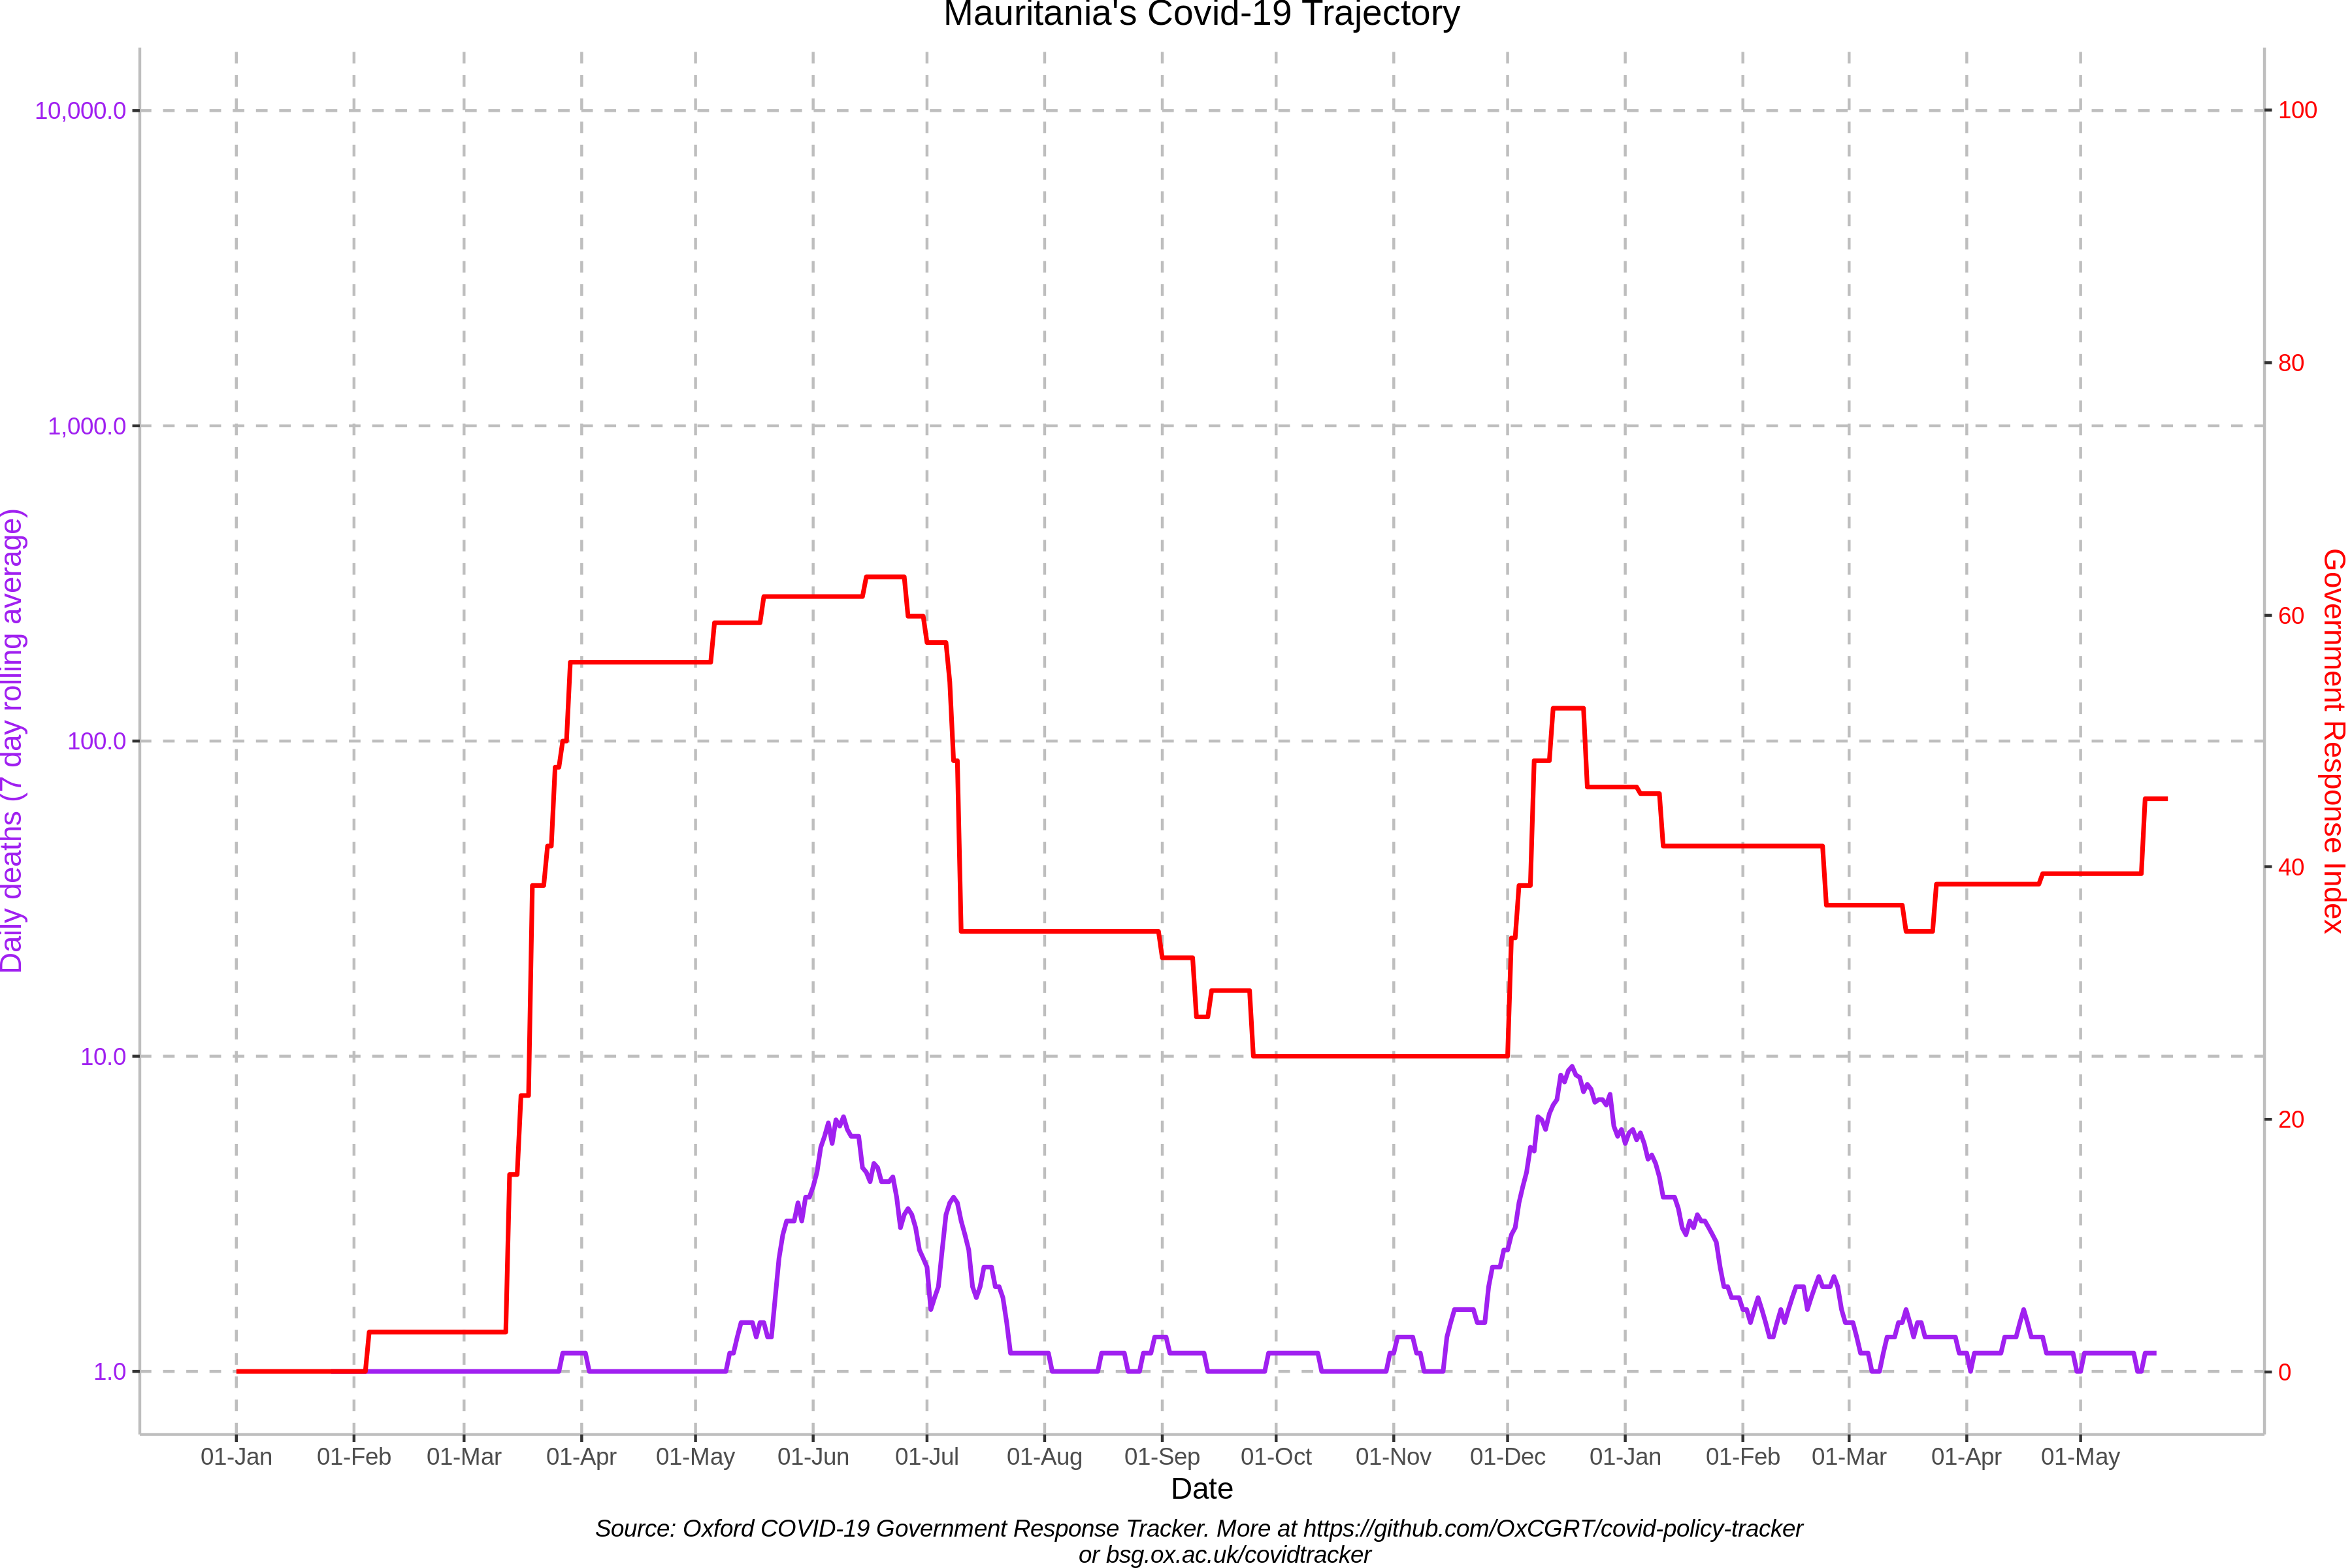 Mauritania's Covid-19 Trajectory
10,000.0
1,000.0
100.0
10.0
1.0
Daily deaths (7 day rolling average)
100
80
60
40
20
0
Government Response Index
01-Jan 01-Feb 01-Mar 01-Apr 01-May 01-Jun 01-Jul 01-Aug 01-Sep 01-Oct 01-Nov 01-Dec 01-Jan 01-Feb 01-Mar 01-Apr 01-May
Date
Source: Oxford COVID-19 Government Response Tracker. More at https://github.com/OxCGRT/covid-policy-tracker
or bsg.ox.ac.uk/covidtracker